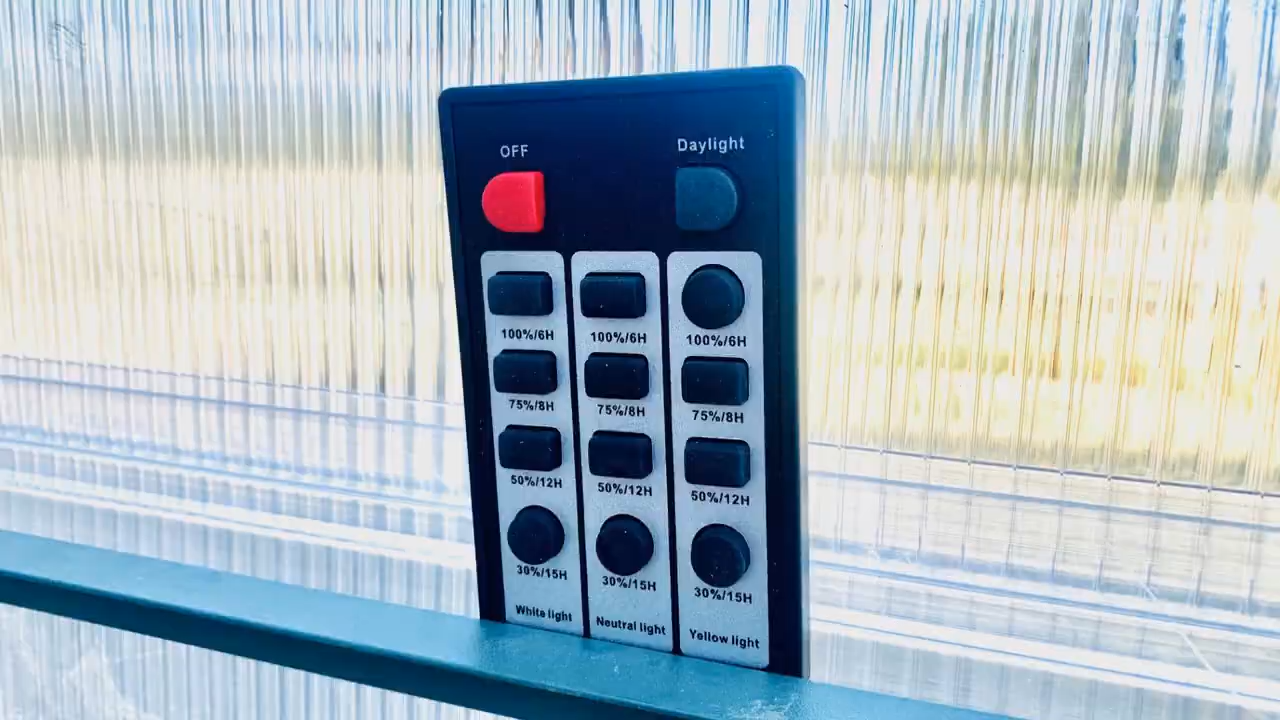 OFF Daylight
100%/6H 100%/6H 100%/6H
75%/8H 75%/8H 75%/8H
50%/12H 50%/12H 50%/12H
30%/15H 30%/15H 30%/15H
White light Neutral light Yellow light